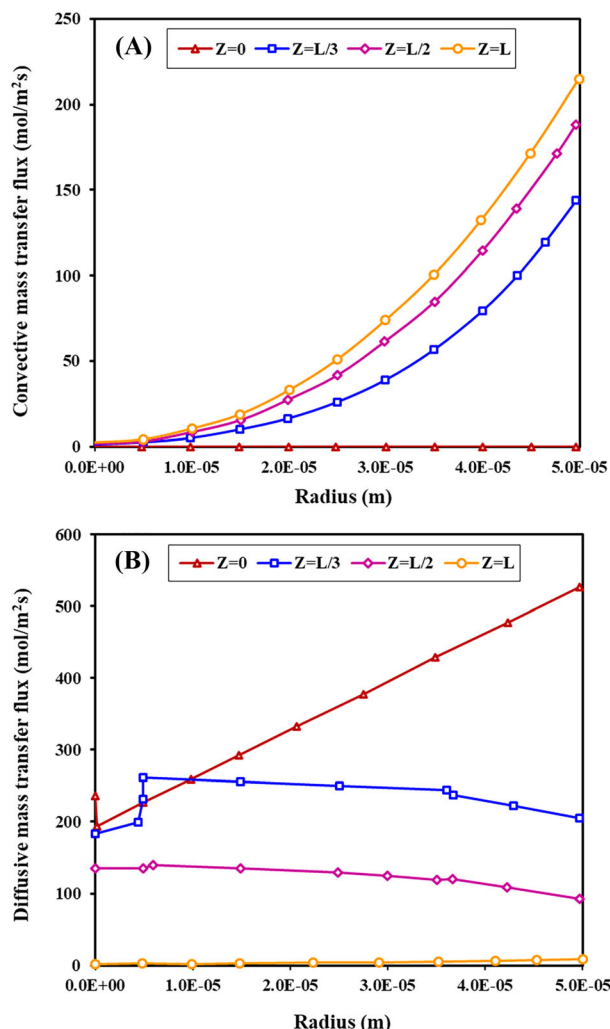 (A)
Z=0 Z=L/3 Z=L/2 Z=L
Convective mass transfer flux (mol/m²s)
250
200
150
100
50
0
0.0E+00 1.0E-05 2.0E-05 3.0E-05 4.0E-05 5.0E-05
Radius (m)
(B)
Z=0 Z=L/3 Z=L/2 Z=L
Diffusive mass transfer flux (mol/m²s)
600
500
400
300
200
100
0
0.0E+00 1.0E-05 2.0E-05 3.0E-05 4.0E-05 5.0E-05
Radius (m)